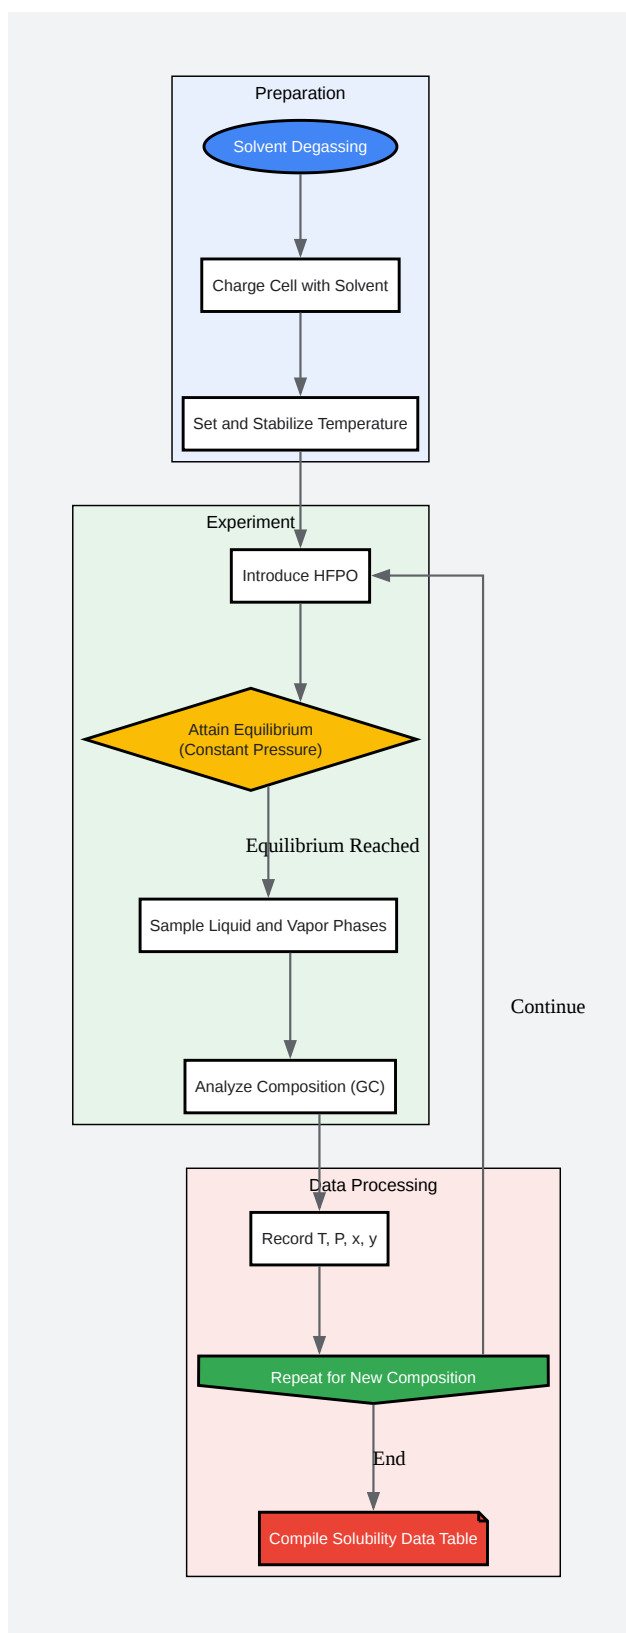 Preparation
Solvent Degassing
Charge Cell with Solvent
Set and Stabilize Temperature
Experiment
Introduce HFPO
Attain Equilibrium
(Constant Pressure)
Equilibrium Reached
Sample Liquid and Vapor Phases
Continue
Analyze Composition (GC)
Data Processing
Record T, P, x, y
Repeat for New Composition
End
Compile Solubility Data Table